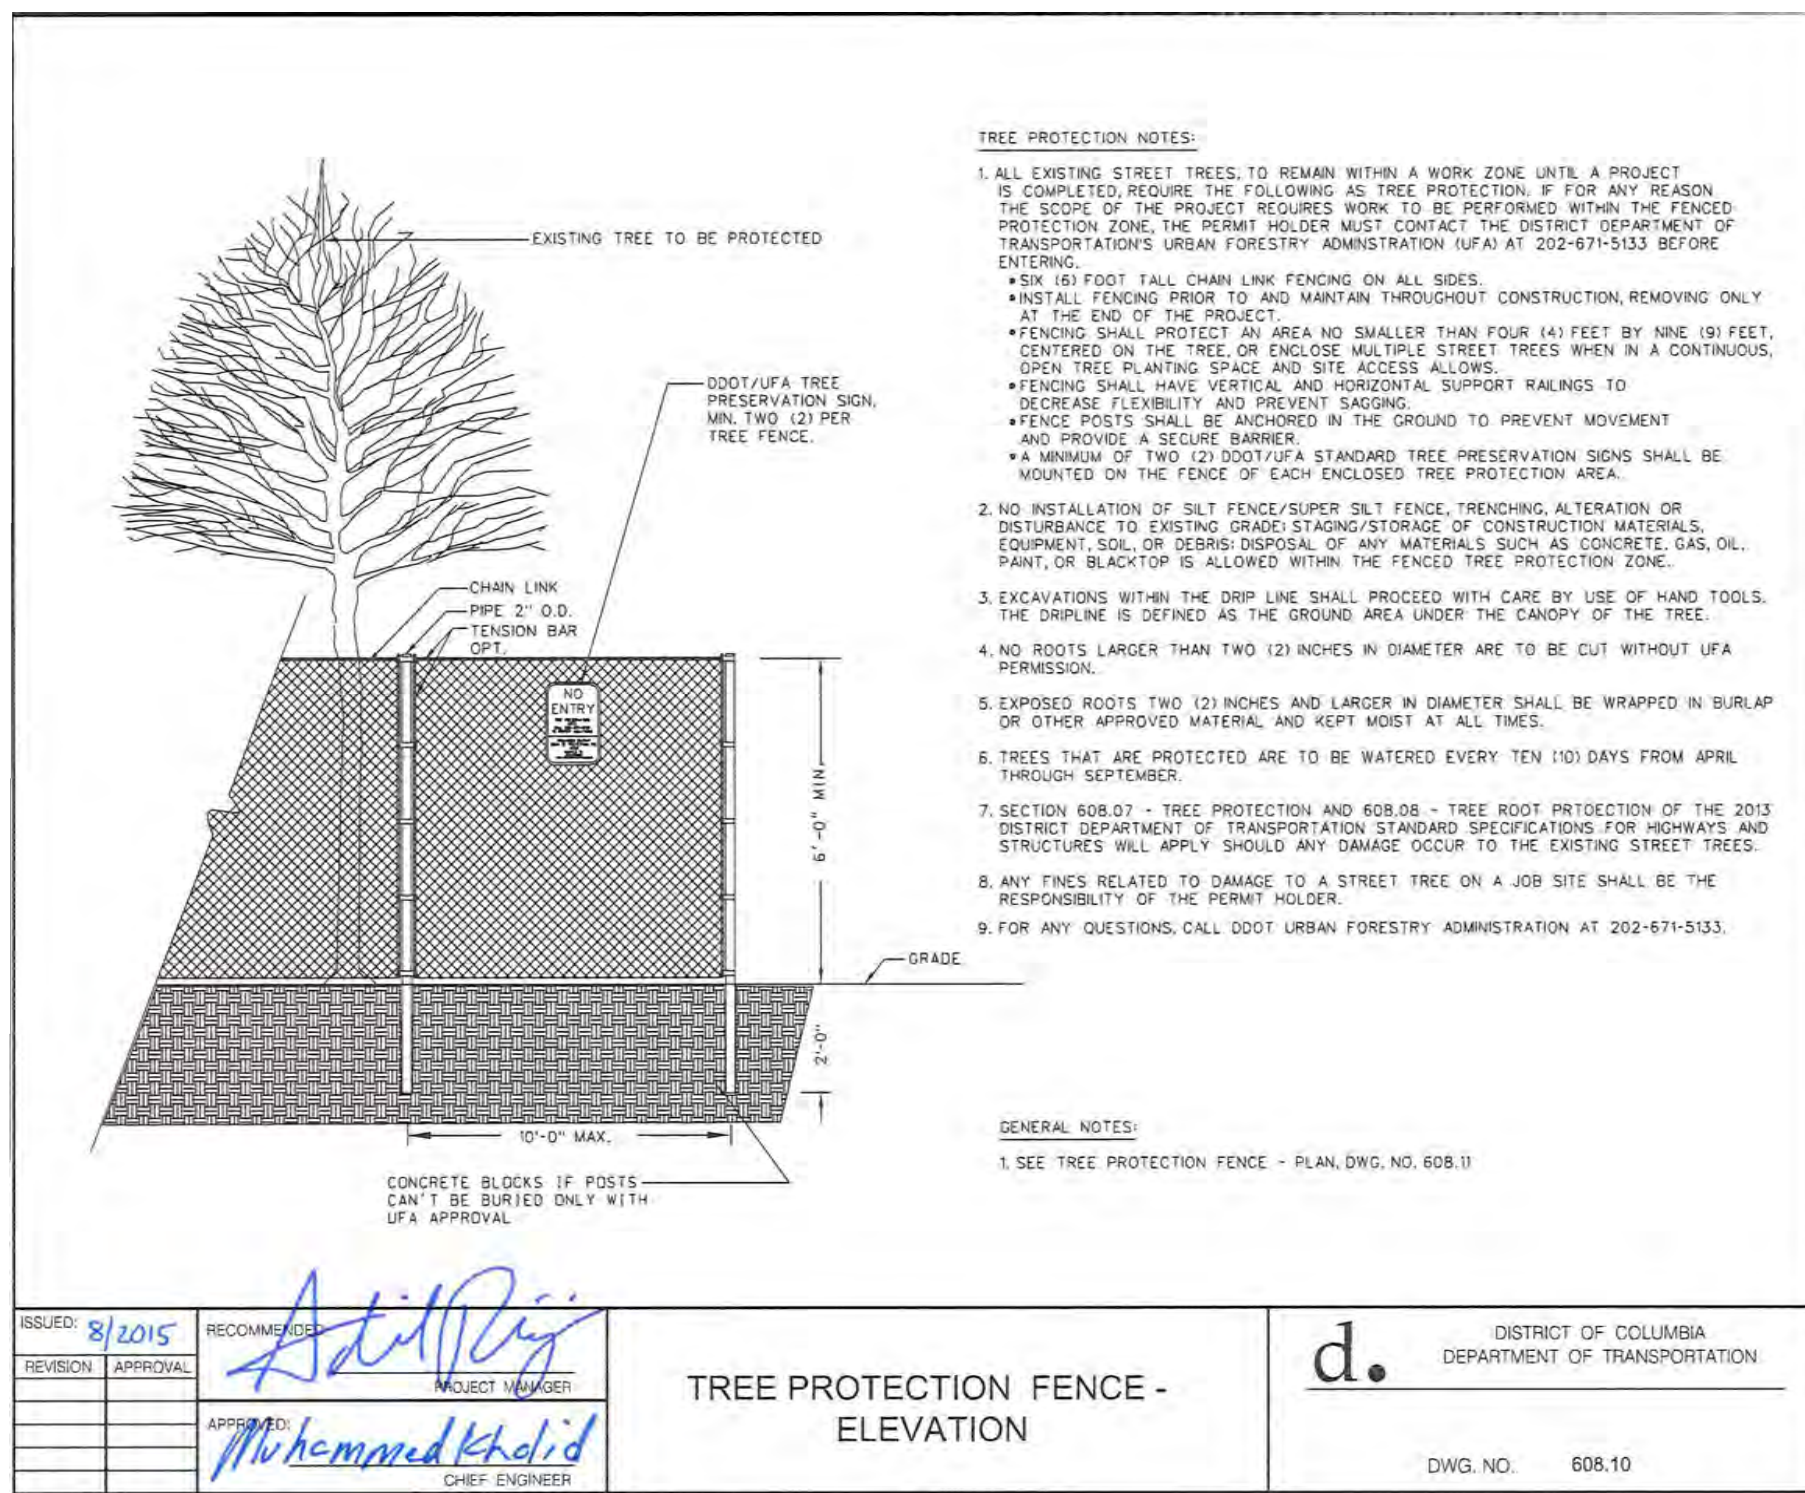 EXISTING TREE TO BE PROTECTED
DDOT/UFA TREE
PRESERVATION SIGN,
MIN. TWO (2) PER
TREE FENCE.
CHAIN LINK
PIPE 2" O.D.
TENSION BAR
OPT.
NO
ENTRY
6'-0" MIN.
GRADE
2'-0"
10'-0" MAX.
CONCRETE BLOCKS IF POSTS
CAN'T BE BURIED ONLY WITH
UFA APPROVAL
TREE PROTECTION NOTES:
1. ALL EXISTING STREET TREES, TO REMAIN WITHIN A WORK ZONE UNTIL A PROJECT
IS COMPLETED, REQUIRE THE FOLLOWING AS TREE PROTECTION. IF FOR ANY REASON
THE SCOPE OF THE PROJECT REQUIRES WORK TO BE PERFORMED WITHIN THE FENCED
PROTECTION ZONE, THE PERMIT HOLDER MUST CONTACT THE DISTRICT DEPARTMENT OF
TRANSPORTATION'S URBAN FORESTRY ADMINSTRATION (UFA) AT 202-671-5133 BEFORE
ENTERING.
• SIX (6) FOOT TALL CHAIN LINK FENCING ON ALL SIDES.
• INSTALL FENCING PRIOR TO AND MAINTAIN THROUGHOUT CONSTRUCTION, REMOVING ONLY
AT THE END OF THE PROJECT.
• FENCING SHALL PROTECT AN AREA NO SMALLER THAN FOUR (4) FEET BY NINE (9) FEET,
CENTERED ON THE TREE, OR ENCLOSE MULTIPLE STREET TREES WHEN IN A CONTINUOUS,
OPEN TREE PLANTING SPACE AND SITE ACCESS ALLOWS.
• FENCING SHALL HAVE VERTICAL AND HORIZONTAL SUPPORT RAILINGS TO
DECREASE FLEXIBILITY AND PREVENT SAGGING.
• FENCE POSTS SHALL BE ANCHORED IN THE GROUND TO PREVENT MOVEMENT
AND PROVIDE A SECURE BARRIER.
• A MINIMUM OF TWO (2) DDOT/UFA STANDARD TREE PRESERVATION SIGNS SHALL BE
MOUNTED ON THE FENCE OF EACH ENCLOSED TREE PROTECTION AREA.
2. NO INSTALLATION OF SILT FENCE/SUPER SILT FENCE, TRENCHING, ALTERATION OR
DISTURBANCE TO EXISTING GRADE; STAGING/STORAGE OF CONSTRUCTION MATERIALS,
EQUIPMENT, SOIL, OR DEBRIS; DISPOSAL OF ANY MATERIALS SUCH AS CONCRETE, GAS, OIL,
PAINT, OR BLACKTOP IS ALLOWED WITHIN THE FENCED TREE PROTECTION ZONE.
3. EXCAVATIONS WITHIN THE DRIP LINE SHALL PROCEED WITH CARE BY USE OF HAND TOOLS.
THE DRIPLINE IS DEFINED AS THE GROUND AREA UNDER THE CANOPY OF THE TREE.
4. NO ROOTS LARGER THAN TWO (2) INCHES IN DIAMETER ARE TO BE CUT WITHOUT UFA
PERMISSION.
5. EXPOSED ROOTS TWO (2) INCHES AND LARGER IN DIAMETER SHALL BE WRAPPED IN BURLAP
OR OTHER APPROVED MATERIAL AND KEPT MOIST AT ALL TIMES.
6. TREES THAT ARE PROTECTED ARE TO BE WATERED EVERY TEN (10) DAYS FROM APRIL
THROUGH SEPTEMBER.
7. SECTION 608.07 - TREE PROTECTION AND 608.08 - TREE ROOT PRTOECTION OF THE 2013
DISTRICT DEPARTMENT OF TRANSPORTATION STANDARD SPECIFICATIONS FOR HIGHWAYS AND
STRUCTURES WILL APPLY SHOULD ANY DAMAGE OCCUR TO THE EXISTING STREET TREES.
8. ANY FINES RELATED TO DAMAGE TO A STREET TREE ON A JOB SITE SHALL BE THE
RESPONSIBILITY OF THE PERMIT HOLDER.
9. FOR ANY QUESTIONS, CALL DDOT URBAN FORESTRY ADMINISTRATION AT 202-671-5133.
GENERAL NOTES:
1. SEE TREE PROTECTION FENCE - PLAN, DWG. NO. 608.11
ISSUED: 8/2015
REVISION APPROVAL
RECOMMENDED:
PROJECT MANAGER
APPROVED:
Muhammed Khalid
CHIEF ENGINEER
TREE PROTECTION FENCE -
ELEVATION
d.
DISTRICT OF COLUMBIA
DEPARTMENT OF TRANSPORTATION
DWG. NO. 608.10